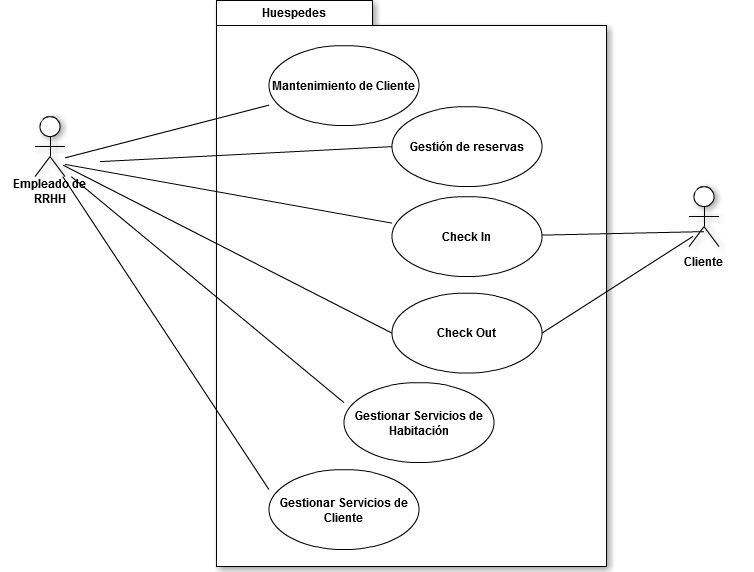 Huespedes
Mantenimiento de Cliente
Gestión de reservas
Empleado de
RRHH
Check In
Cliente
Check Out
Gestionar Servicios de
Habitación
Gestionar Servicios de
Cliente